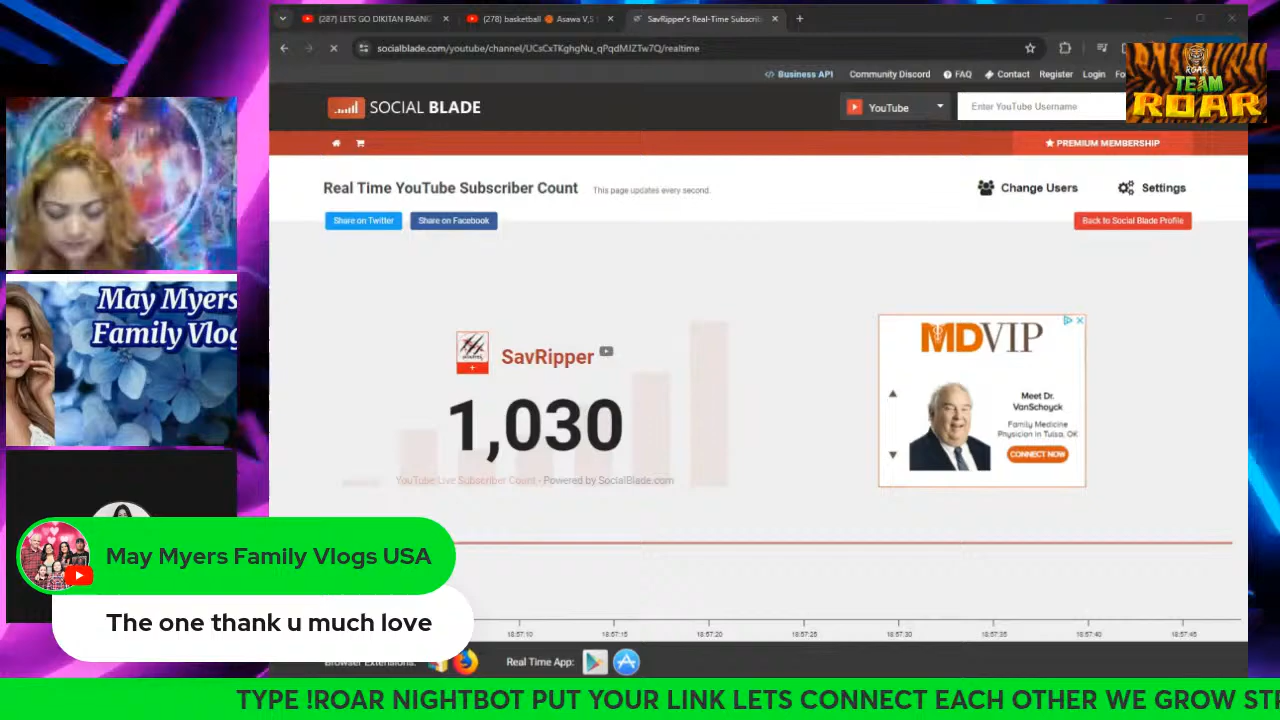 (287) LETS GO DIKITAN PAANG
(278) basketball 🏀 Asawa V,S
SavRipper's Real-Time Subscrib
socialblade.com/youtube/channel/UCsCxTKghgNu_qPqdMJZTw7Q/realtime
</> Business API
Community Discord
FAQ
Contact
Register
Login
Fo
ROAR
TEAM
ROAR
SOCIAL BLADE
YouTube
Enter YouTube Username
PREMIUM MEMBERSHIP
Real Time YouTube Subscriber Count
This page updates every second.
Change Users
Settings
Share on Twitter
Share on Facebook
Back to Social Blade Profile
May Myers
Family Vlog
SavRipper
1,030
YouTube Live Subscriber Count - Powered by SocialBlade.com
MDVIP
Meet Dr.
VanSchoyck
Family Medicine
Physician in Tulsa, OK
CONNECT NOW
May Myers Family Vlogs USA
The one thank u much love
18:57:10
18:57:15
18:57:20
18:57:25
18:57:30
18:57:35
18:57:40
18:57:45
Browser Extensions:
Real Time App:
TYPE !ROAR NIGHTBOT PUT YOUR LINK LETS CONNECT EACH OTHER WE GROW STR